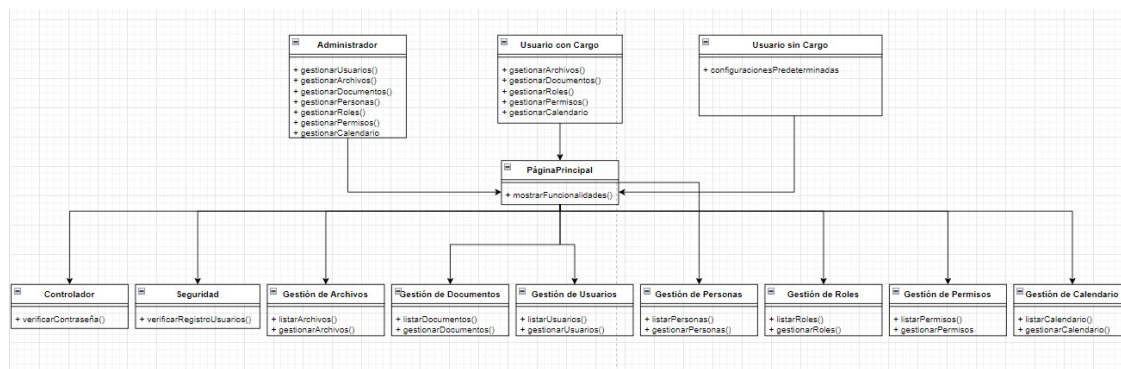 Administrador
+ gestionarUsuarios()
+ gestionarArchivos()
+ gestionarDocumentos()
+ gestionarPersonas()
+ gestionarRoles()
+ gestionarPermisos()
+ gestionarCalendario
Usuario con Cargo
+ gsetionarArchivos()
+ gestionarDocumentos()
+ gestionarRoles()
+ gestionarPermisos()
+ gestionarCalendario
Usuario sin Cargo
+ configuracionesPredeterminadas
PáginaPrincipal
+ mostrarFuncionalidades()
Controlador
+ verificarContraseña()
Seguridad
+ verificarRegistroUsuarios()
Gestión de Archivos
+ listarArchivos()
+ gestionarArchivos()
Gestión de Documentos
+ listarDocumentos()
+ gestionarDocumentos()
Gestión de Usuarios
+ listarUsuarios()
+ gestionarUsuarios()
Gestión de Personas
+ listarPersonas()
+ gestionarPersonas()
Gestión de Roles
+ listarRoles()
+ gestionarRoles()
Gestión de Permisos
+ listarPermisos()
+ gestionarPermisos
Gestión de Calendario
+ listarCalendario()
+ gestionarCalendario()